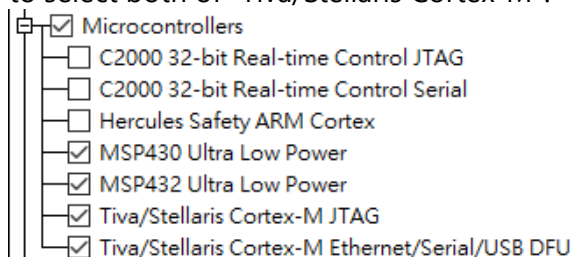 to select both of "Tiva/Stellaris Cortex-M".
Microcontrollers
C2000 32-bit Real-time Control JTAG
C2000 32-bit Real-time Control Serial
Hercules Safety ARM Cortex
MSP430 Ultra Low Power
MSP432 Ultra Low Power
Tiva/Stellaris Cortex-M JTAG
Tiva/Stellaris Cortex-M Ethernet/Serial/USB DFU